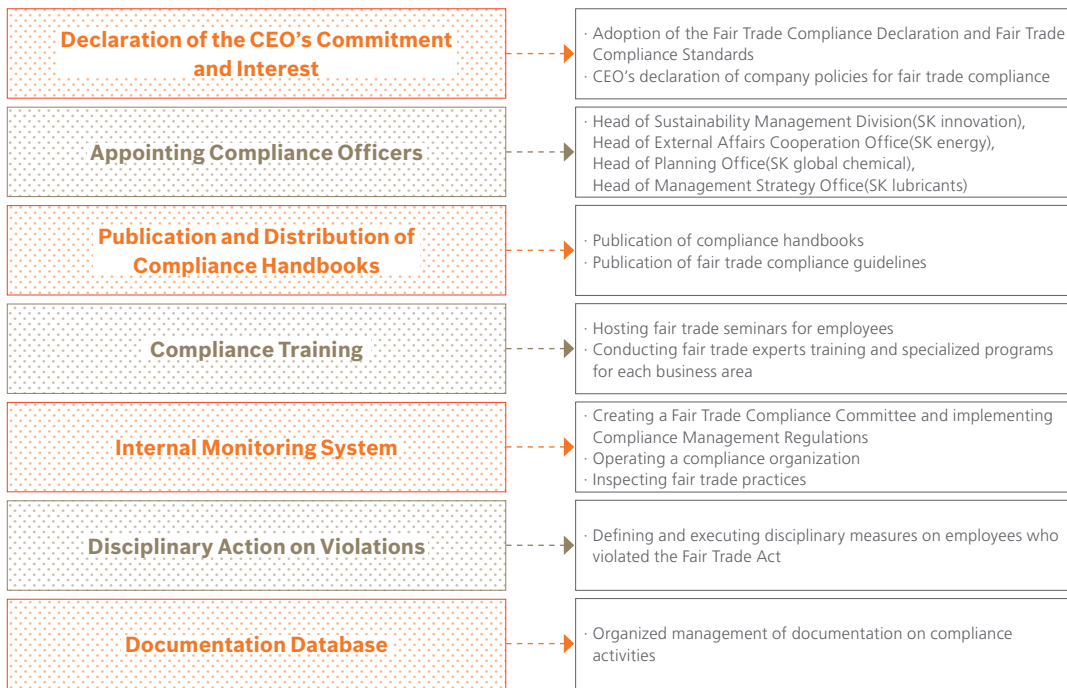 Declaration of the CEO’s Commitment
and Interest
· Adoption of the Fair Trade Compliance Declaration and Fair Trade
Compliance Standards
· CEO’s declaration of company policies for fair trade compliance
Appointing Compliance Officers
· Head of Sustainability Management Division(SK innovation),
Head of External Affairs Cooperation Office(SK energy),
Head of Planning Office(SK global chemical),
Head of Management Strategy Office(SK lubricants)
Publication and Distribution of
Compliance Handbooks
· Publication of compliance handbooks
· Publication of fair trade compliance guidelines
Compliance Training
· Hosting fair trade seminars for employees
· Conducting fair trade experts training and specialized programs
for each business area
Internal Monitoring System
· Creating a Fair Trade Compliance Committee and implementing
Compliance Management Regulations
· Operating a compliance organization
· Inspecting fair trade practices
Disciplinary Action on Violations
· Defining and executing disciplinary measures on employees who
violated the Fair Trade Act
Documentation Database
· Organized management of documentation on compliance
activities